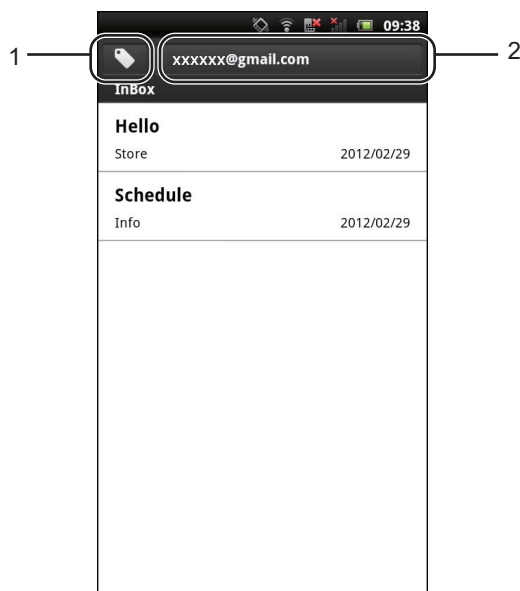 09:38
1
xxxxxx@gmail.com
2
InBox
Hello
Store 2012/02/29
Schedule
Info 2012/02/29